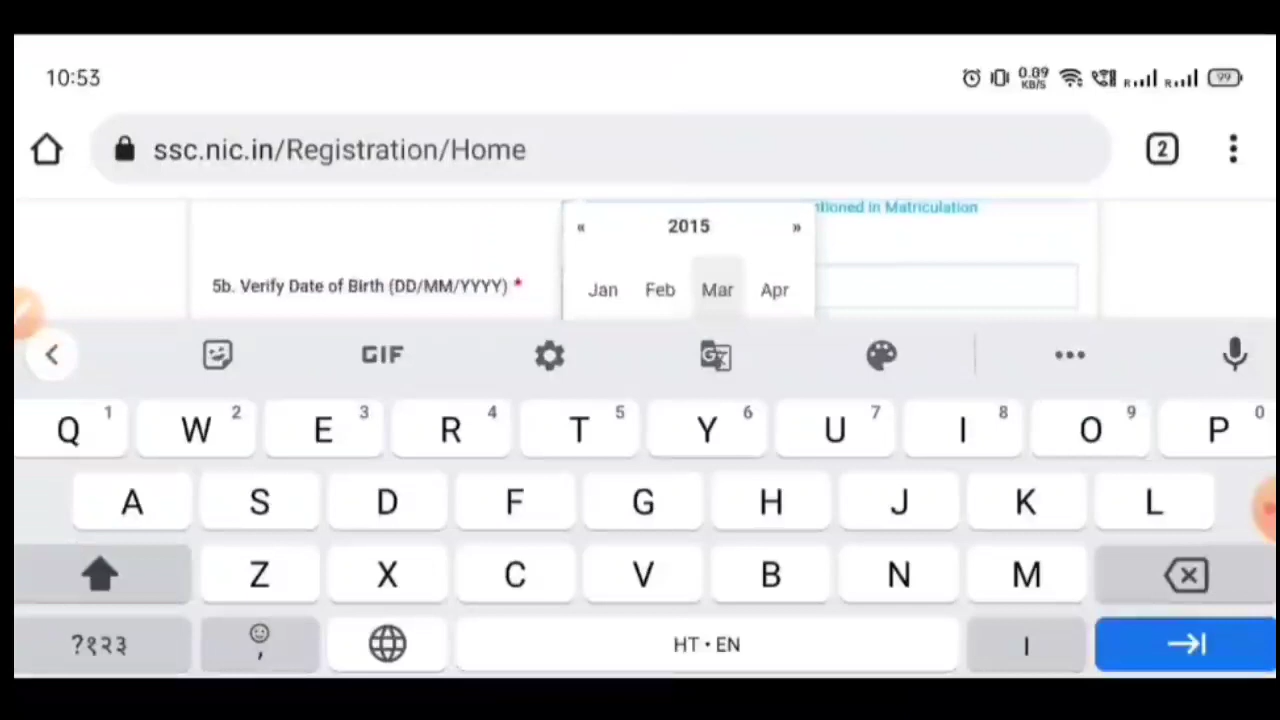 10:53
0.09
KB/S
R
R
99
ssc.nic.in/Registration/Home
2
ntioned in Matriculation
« 2015 »
5b. Verify Date of Birth (DD/MM/YYYY) *
Jan Feb Mar Apr
GIF
Q 1 W 2 E 3 R 4 T 5 Y 6 U 7 I 8 O 9 P 0
A S D F G H J K L
Z X C V B N M
?१२३ , HT • EN ।